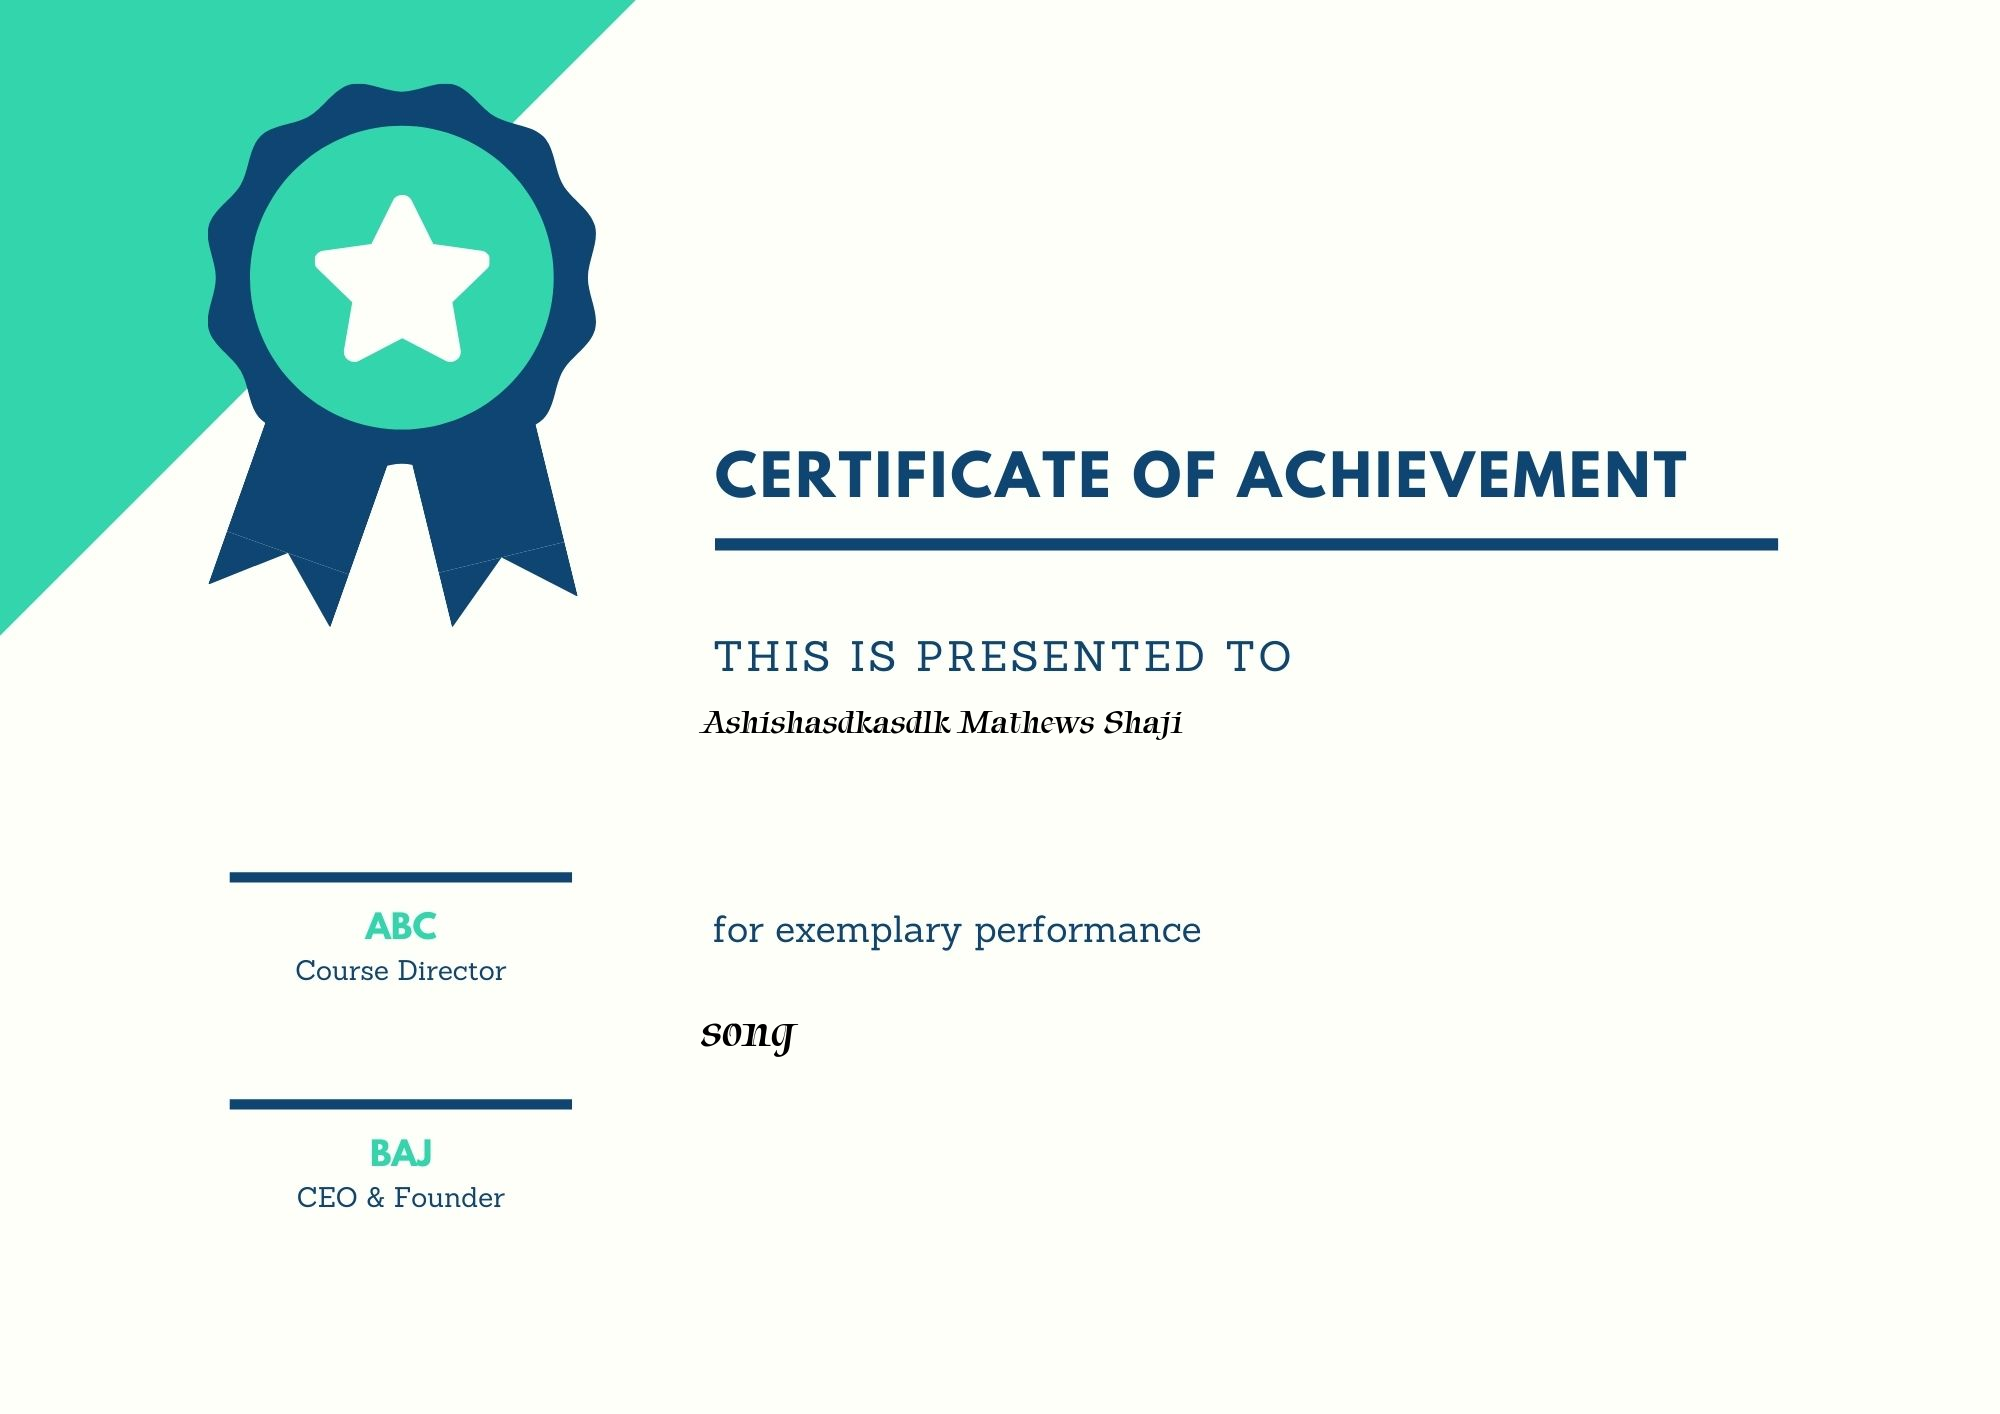 CERTIFICATE OF ACHIEVEMENT
THIS IS PRESENTED TO
Ashishasdkasdlk Mathews Shaji
for exemplary performance
song
ABC
Course Director
BAJ
CEO & Founder